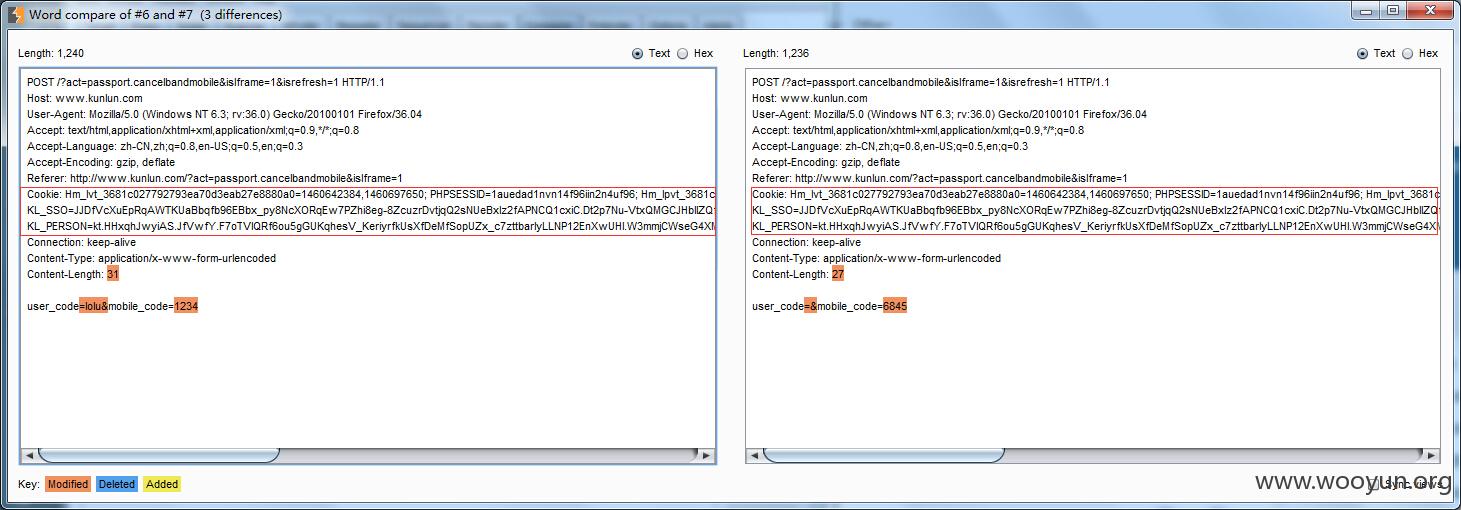 Word compare of #6 and #7 (3 differences)
Length: 1,240
Text
Hex
POST /?act=passport.cancelbandmobile&isIframe=1&isrefresh=1 HTTP/1.1
Host: www.kunlun.com
User-Agent: Mozilla/5.0 (Windows NT 6.3; rv:36.0) Gecko/20100101 Firefox/36.04
Accept: text/html,application/xhtml+xml,application/xml;q=0.9,*/*;q=0.8
Accept-Language: zh-CN,zh;q=0.8,en-US;q=0.5,en;q=0.3
Accept-Encoding: gzip, deflate
Referer: http://www.kunlun.com/?act=passport.cancelbandmobile&isIframe=1
Cookie: Hm_lvt_3681c027792793ea70d3eab27e8880a0=1460642384,1460697650; PHPSESSID=1auedad1nvn14f96iin2n4uf96; Hm_lpvt_3681c
KL_SSO=JJDfVcXuEpRqAWTKUaBbqfb96EBbx_py8NcXORqEw7PZhi8eg-8ZcuzrDvtjqQ2sNUeBxlz2fAPNCQ1cxiC.Dt2p7Nu-VtxQMGCJHbllZQ1
KL_PERSON=kt.HHxqhJwyiAS.JfVwfY.F7oTVlQRf6ou5gGUKqhesV_KeriyrfkUsXfDeMfSopUZx_c7zttbarlyLLNP12EnXwUHl.W3mmjCWseG4XM
Connection: keep-alive
Content-Type: application/x-www-form-urlencoded
Content-Length: 31
user_code=lolu&mobile_code=1234
Length: 1,236
Text
Hex
POST /?act=passport.cancelbandmobile&isIframe=1&isrefresh=1 HTTP/1.1
Host: www.kunlun.com
User-Agent: Mozilla/5.0 (Windows NT 6.3; rv:36.0) Gecko/20100101 Firefox/36.04
Accept: text/html,application/xhtml+xml,application/xml;q=0.9,*/*;q=0.8
Accept-Language: zh-CN,zh;q=0.8,en-US;q=0.5,en;q=0.3
Accept-Encoding: gzip, deflate
Referer: http://www.kunlun.com/?act=passport.cancelbandmobile&isIframe=1
Cookie: Hm_lvt_3681c027792793ea70d3eab27e8880a0=1460642384,1460697650; PHPSESSID=1auedad1nvn14f96iin2n4uf96; Hm_lpvt_3681c
KL_SSO=JJDfVcXuEpRqAWTKUaBbqfb96EBbx_py8NcXORqEw7PZhi8eg-8ZcuzrDvtjqQ2sNUeBxlz2fAPNCQ1cxiC.Dt2p7Nu-VtxQMGCJHbllZQ1
KL_PERSON=kt.HHxqhJwyiAS.JfVwfY.F7oTVlQRf6ou5gGUKqhesV_KeriyrfkUsXfDeMfSopUZx_c7zttbarlyLLNP12EnXwUHl.W3mmjCWseG4XM
Connection: keep-alive
Content-Type: application/x-www-form-urlencoded
Content-Length: 27
user_code=&mobile_code=6845
Key: Modified Deleted Added
Sync views
www.wooyun.org